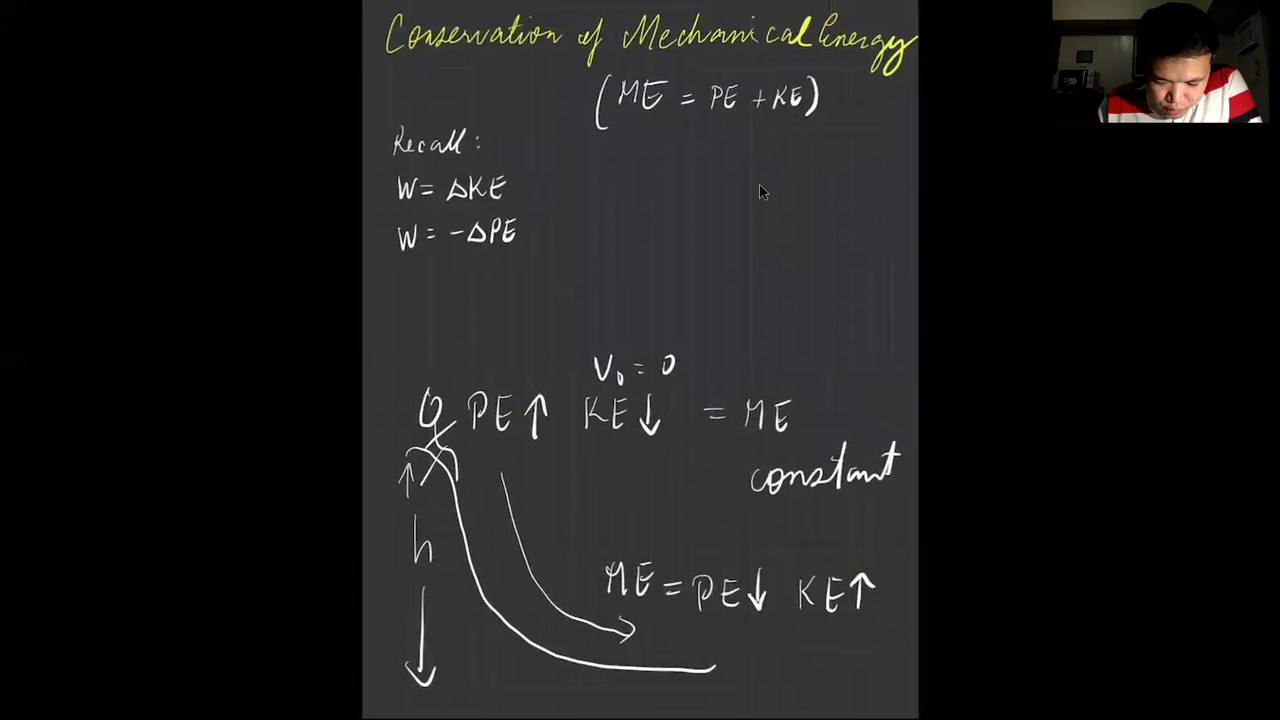 Conservation of Mechanical Energy
(ME = PE + KE)
Recall:
W = ΔKE
W = -ΔPE
V₀ = 0
PE↑ KE↓ = ME
constant
h
ME = PE↓ KE↑